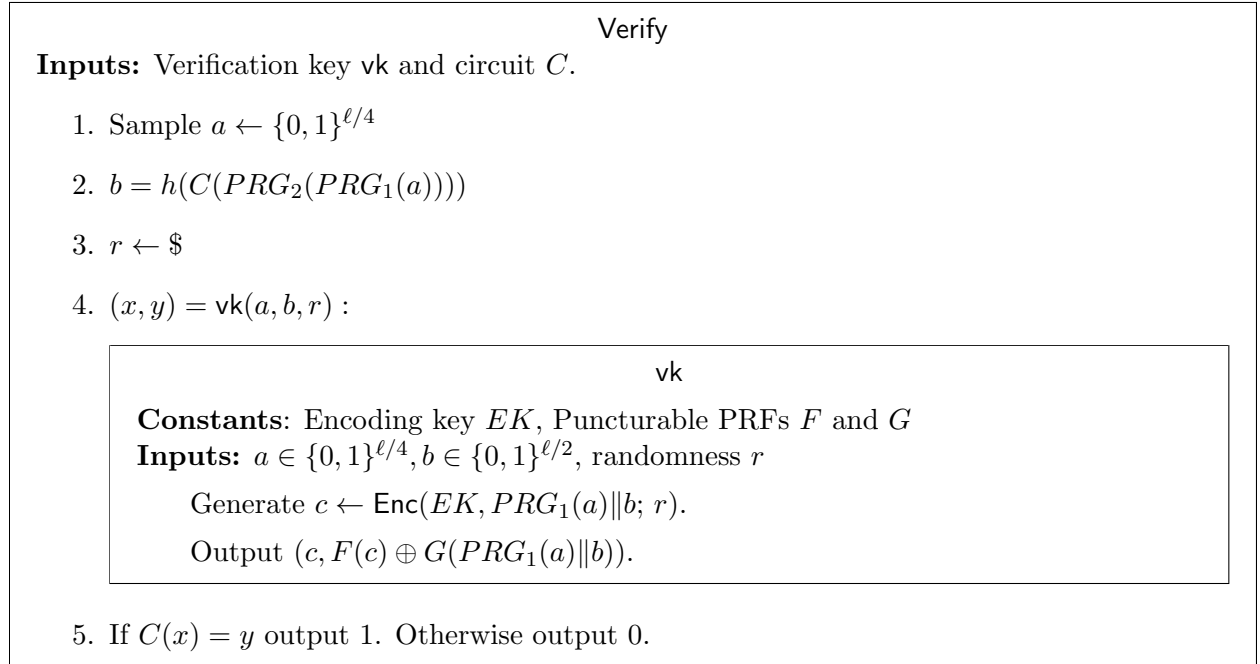 Verify
Inputs: Verification key vk and circuit C.
1. Sample a ← {0, 1}^{ℓ/4}
2. b = h(C(PRG_2(PRG_1(a))))
3. r ← $
4. (x, y) = vk(a, b, r) :
vk
Constants: Encoding key EK, Puncturable PRFs F and G
Inputs: a ∈ {0, 1}^{ℓ/4}, b ∈ {0, 1}^{ℓ/2}, randomness r
Generate c ← Enc(EK, PRG_1(a)∥b; r).
Output (c, F(c) ⊕ G(PRG_1(a)∥b)).
5. If C(x) = y output 1. Otherwise output 0.